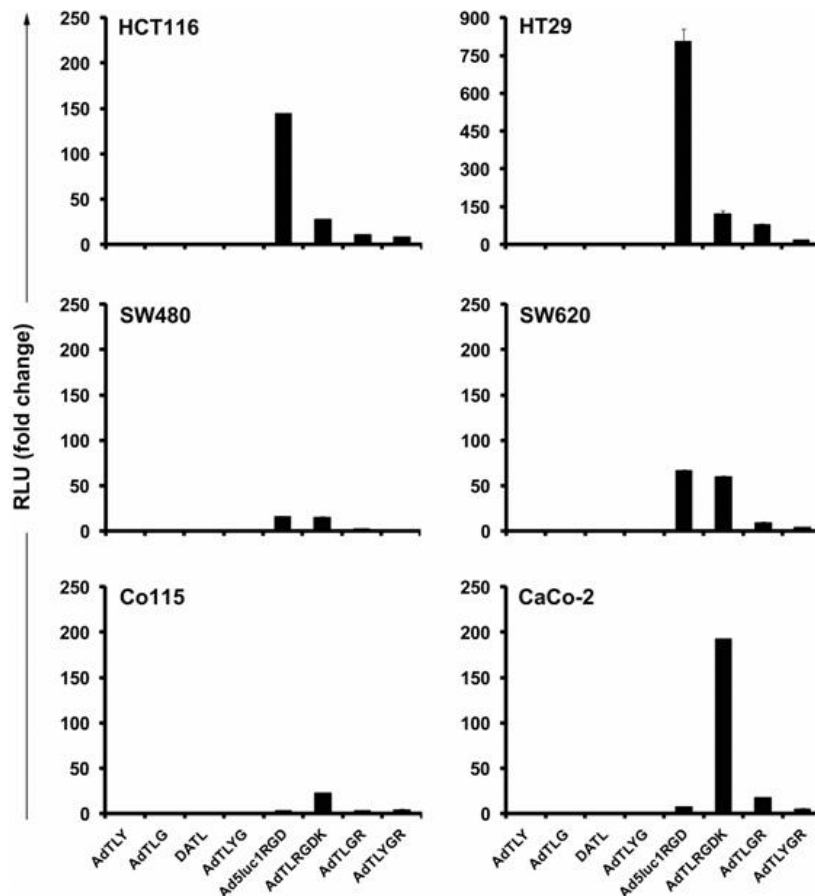 RLU (fold change)
HCT116
250
200
150
100
50
0
HT29
900
750
600
450
300
150
0
SW480
250
200
150
100
50
0
SW620
250
200
150
100
50
0
Co115
250
200
150
100
50
0
AdTLY
AdTLG
DATL
AdTLYG
Ad5luc1RGD
AdTLRGDK
AdTLGR
AdTLYGR
CaCo-2
250
200
150
100
50
0
AdTLY
AdTLG
DATL
AdTLYG
Ad5luc1RGD
AdTLRGDK
AdTLGR
AdTLYGR